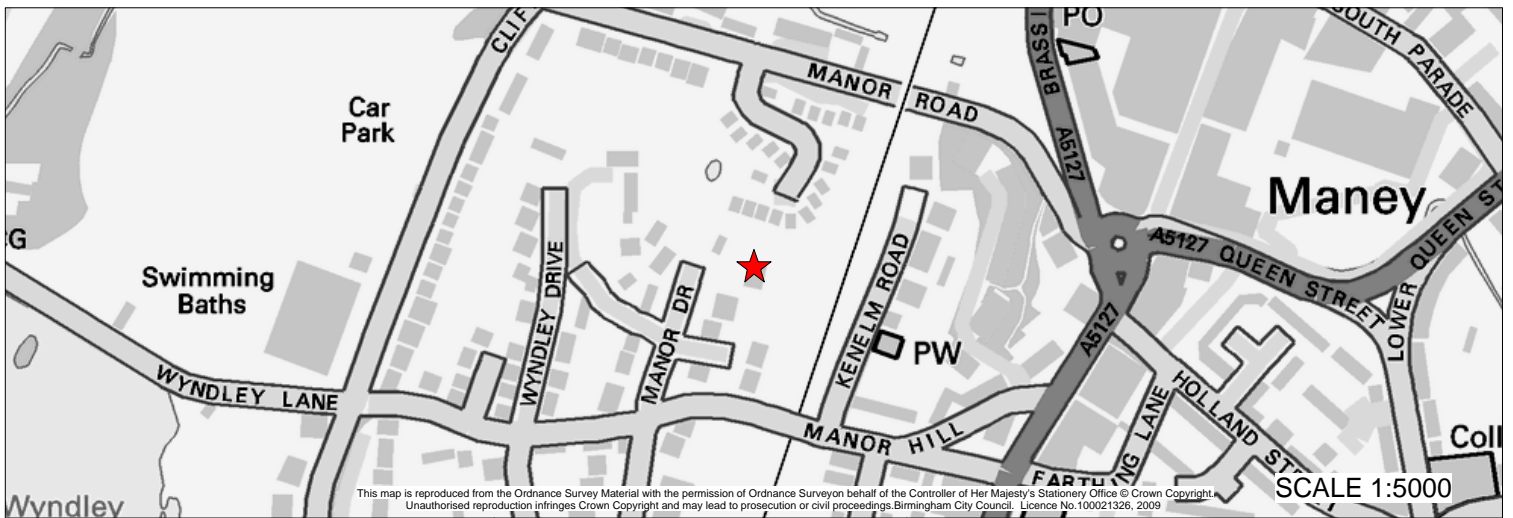 CLIF
MANOR ROAD
BRASSI
PO
SOUTH PARADE
A5127
Car
Park
Maney
A5127 QUEEN STREET
QUEEN ST
LOWER
Swimming
Baths
WYNDLEY DRIVE
MANOR DR
KENELM ROAD
PW
A5127
WYNDLEY LANE
MANOR HILL
HOLLAND STR
FARTHING LANE
Coll
Wyndley
SCALE 1:5000
This map is reproduced from the Ordnance Survey Material with the permission of Ordnance Surveyon behalf of the Controller of Her Majesty's Stationery Office © Crown Copyright.
Unauthorised reproduction infringes Crown Copyright and may lead to prosecution or civil proceedings.Birmingham City Council. Licence No.100021326, 2009